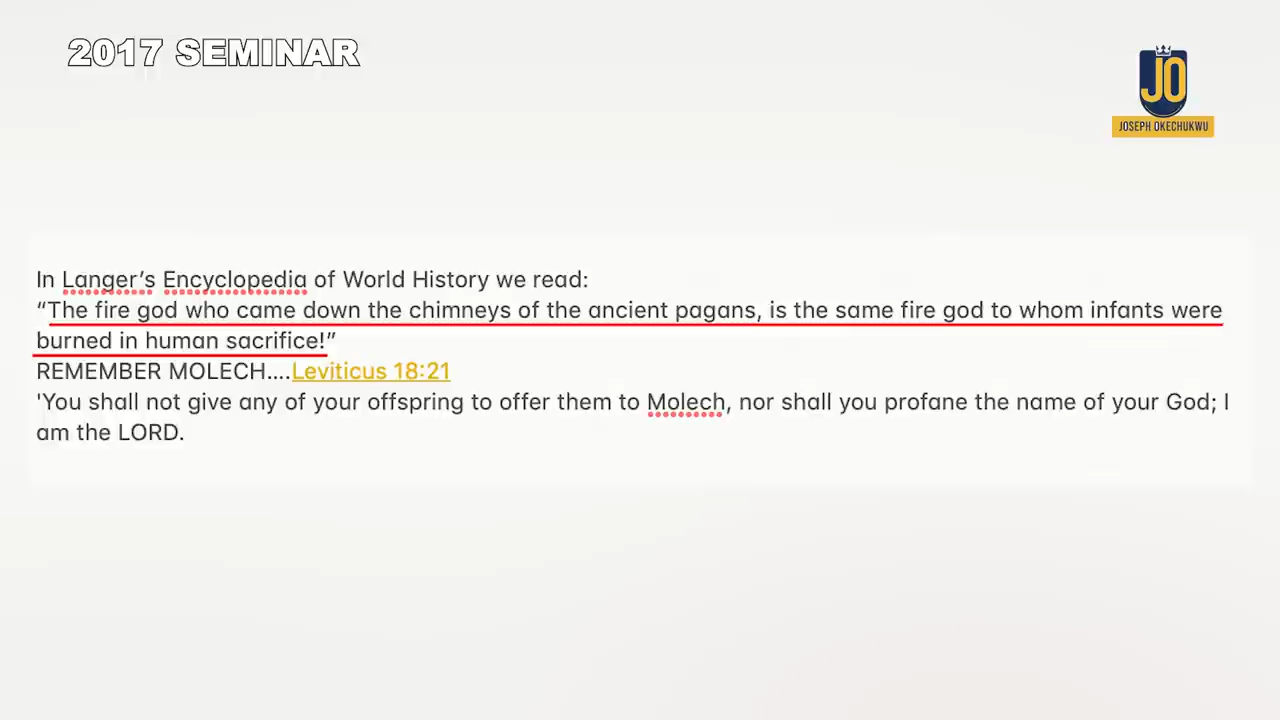 2017 SEMINAR
JO
JOSEPH OKECHUKWU
In Langer’s Encyclopedia of World History we read:
“The fire god who came down the chimneys of the ancient pagans, is the same fire god to whom infants were
burned in human sacrifice!”
REMEMBER MOLECH....Leviticus 18:21
'You shall not give any of your offspring to offer them to Molech, nor shall you profane the name of your God; I
am the LORD.